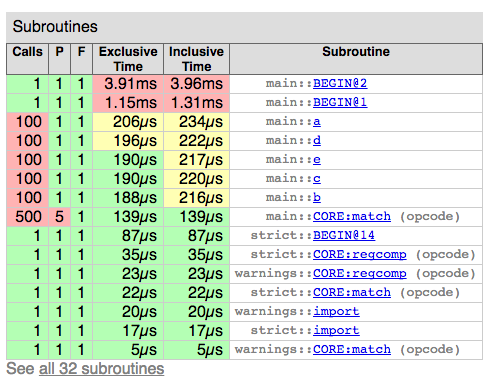 Subroutines
Calls P F Exclusive Time Inclusive Time Subroutine
1 1 1 3.91ms 3.96ms main::BEGIN@2
1 1 1 1.15ms 1.31ms main::BEGIN@1
100 1 1 206µs 234µs main::a
100 1 1 196µs 222µs main::d
100 1 1 190µs 217µs main::e
100 1 1 190µs 220µs main::c
100 1 1 188µs 216µs main::b
500 5 1 139µs 139µs main::CORE:match (opcode)
1 1 1 87µs 87µs strict::BEGIN@14
1 1 1 35µs 35µs strict::CORE:regcomp (opcode)
1 1 1 23µs 23µs warnings::CORE:regcomp (opcode)
1 1 1 22µs 22µs strict::CORE:match (opcode)
1 1 1 20µs 20µs warnings::import
1 1 1 17µs 17µs strict::import
1 1 1 5µs 5µs warnings::CORE:match (opcode)
See all 32 subroutines